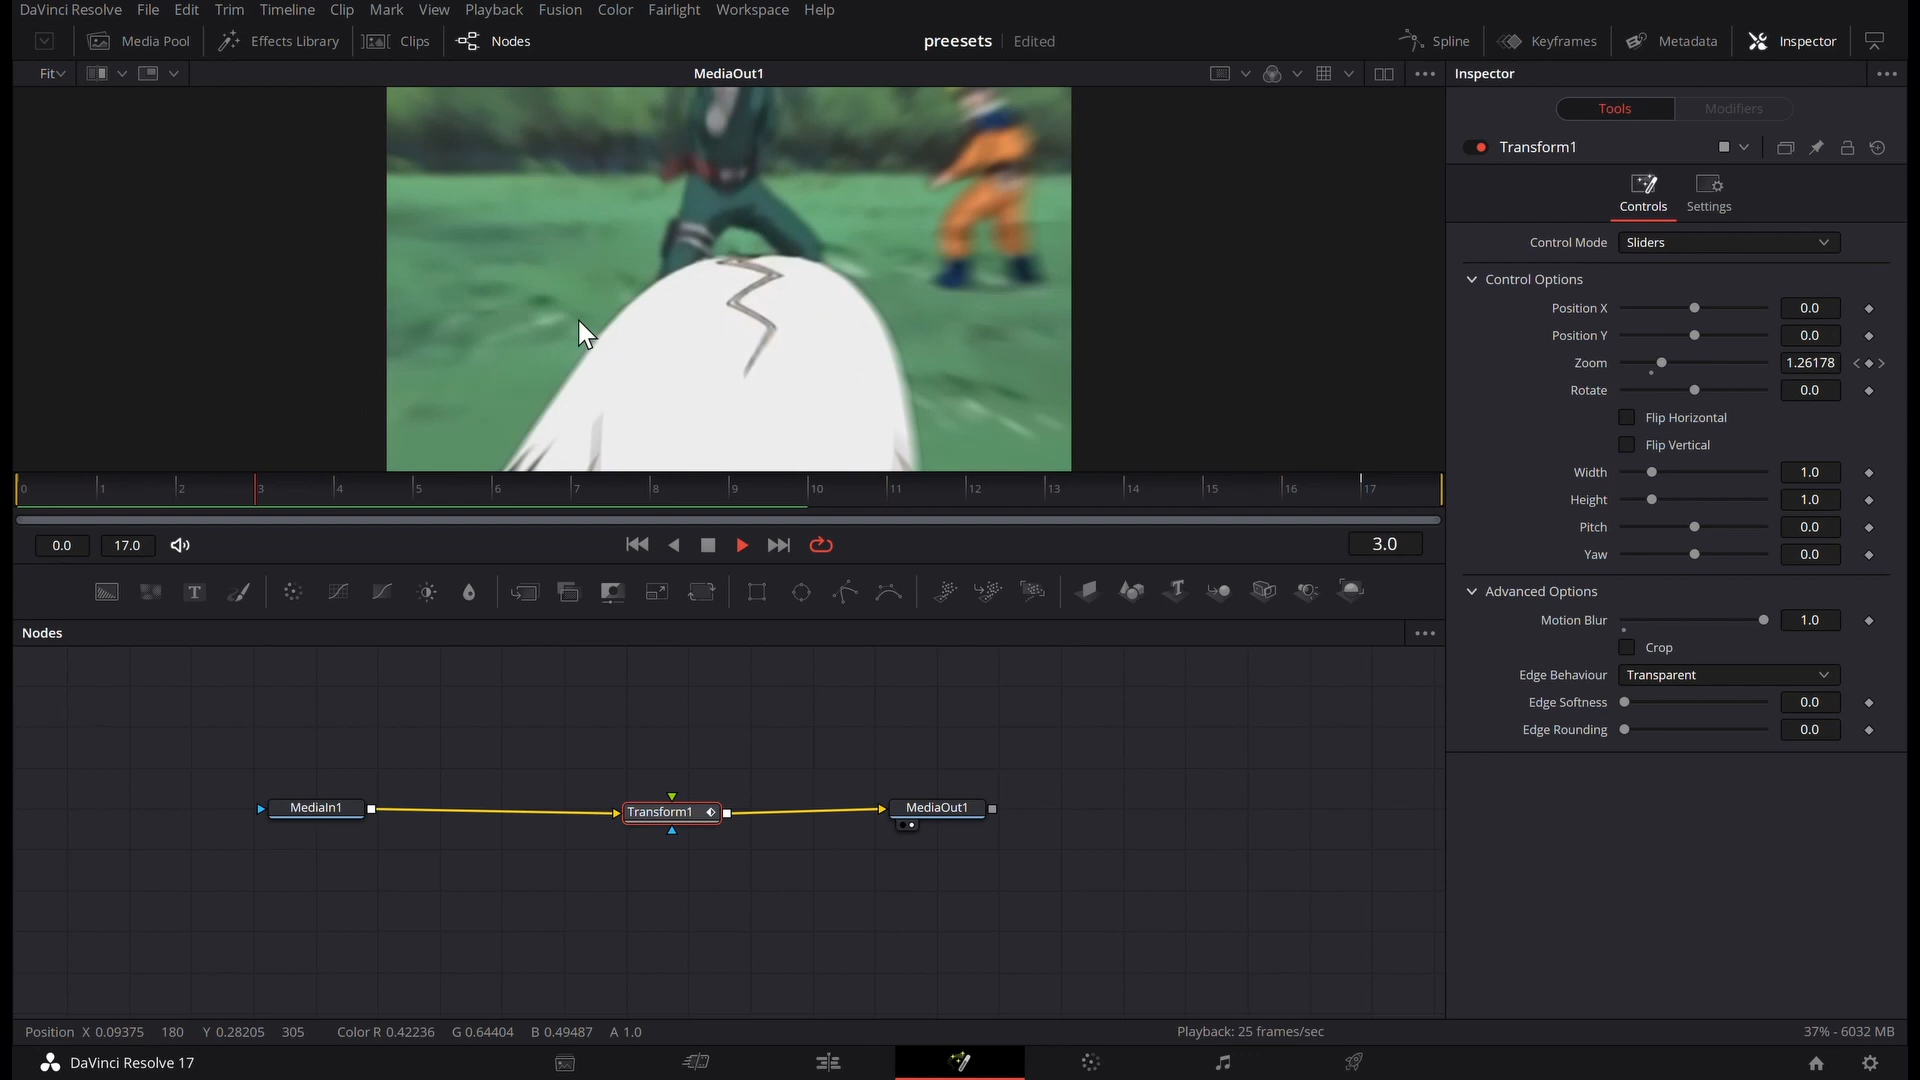 DaVinci Resolve File Edit Trim Timeline Clip Mark View Playback Fusion Color Fairlight Workspace Help
Media Pool Effects Library Clips Nodes preesets Edited Spline Keyframes Metadata Inspector
Fit MediaOut1 Inspector
Tools Modifiers
Transform1
Controls Settings
Control Mode Sliders
Control Options
Position X 0.0
Position Y 0.0
Zoom 1.26178
Rotate 0.0
Flip Horizontal
Flip Vertical
Width 1.0
Height 1.0
Pitch 0.0
Yaw 0.0
Advanced Options
Motion Blur 1.0
Crop
Edge Behaviour Transparent
Edge Softness 0.0
Edge Rounding 0.0
0 1 2 3 4 5 6 7 8 9 10 11 12 13 14 15 16 17
0.0 17.0 3.0
T T
Nodes
MediaIn1 Transform1 MediaOut1
Position X 0.09375 180 Y 0.28205 305 Color R 0.42236 G 0.64404 B 0.49487 A 1.0 Playback: 25 frames/sec 37% - 6032 MB
DaVinci Resolve 17